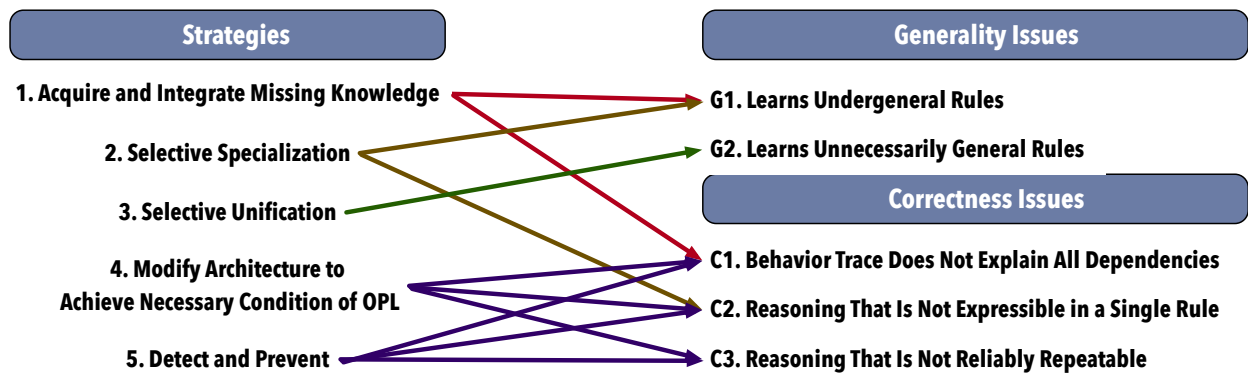 Strategies
1. Acquire and Integrate Missing Knowledge
2. Selective Specialization
3. Selective Unification
4. Modify Architecture to
Achieve Necessary Condition of OPL
5. Detect and Prevent
Generality Issues
G1. Learns Undergeneral Rules
G2. Learns Unnecessarily General Rules
Correctness Issues
C1. Behavior Trace Does Not Explain All Dependencies
C2. Reasoning That Is Not Expressible in a Single Rule
C3. Reasoning That Is Not Reliably Repeatable